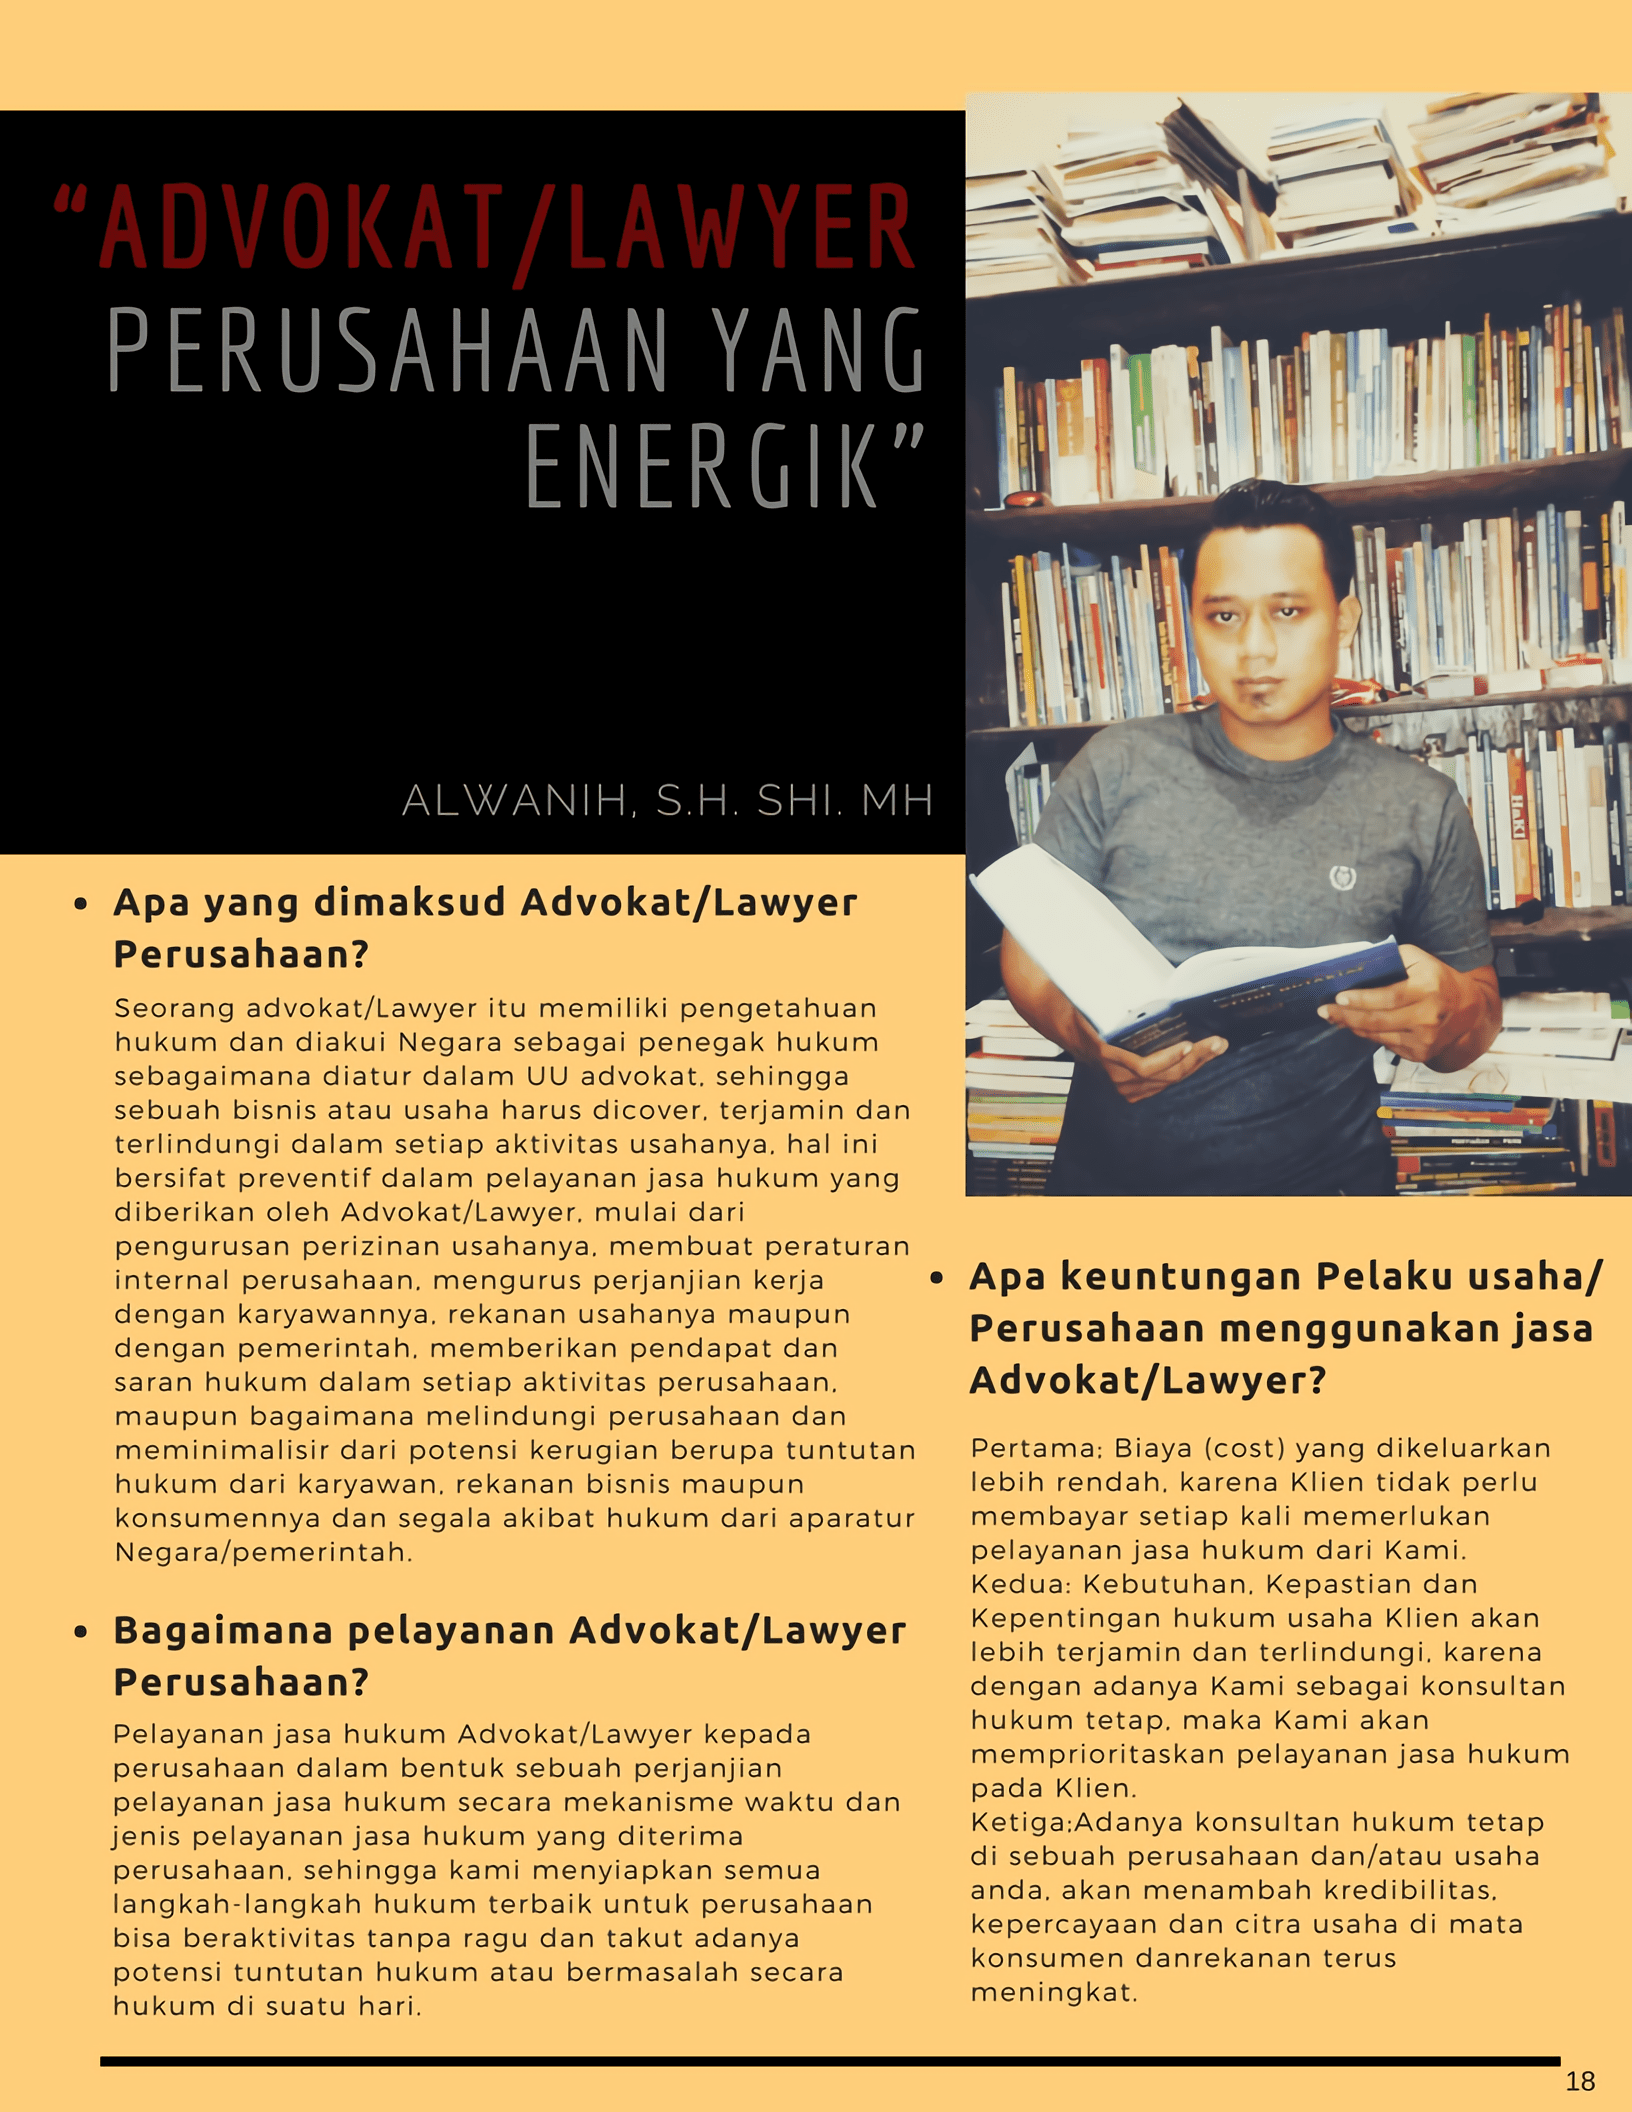 “ADVOKAT/LAWYER
PERUSAHAAN YANG
ENERGIK”
ALWANIH, S.H. SHI. MH
• Apa yang dimaksud Advokat/Lawyer
Perusahaan?
Seorang advokat/Lawyer itu memiliki pengetahuan
hukum dan diakui Negara sebagai penegak hukum
sebagaimana diatur dalam UU advokat, sehingga
sebuah bisnis atau usaha harus dicover, terjamin dan
terlindungi dalam setiap aktivitas usahanya, hal ini
bersifat preventif dalam pelayanan jasa hukum yang
diberikan oleh Advokat/Lawyer, mulai dari
pengurusan perizinan usahanya, membuat peraturan
internal perusahaan, mengurus perjanjian kerja
dengan karyawannya, rekanan usahanya maupun
dengan pemerintah, memberikan pendapat dan
saran hukum dalam setiap aktivitas perusahaan,
maupun bagaimana melindungi perusahaan dan
meminimalisir dari potensi kerugian berupa tuntutan
hukum dari karyawan, rekanan bisnis maupun
konsumennya dan segala akibat hukum dari aparatur
Negara/pemerintah.
• Bagaimana pelayanan Advokat/Lawyer
Perusahaan?
Pelayanan jasa hukum Advokat/Lawyer kepada
perusahaan dalam bentuk sebuah perjanjian
pelayanan jasa hukum secara mekanisme waktu dan
jenis pelayanan jasa hukum yang diterima
perusahaan, sehingga kami menyiapkan semua
langkah-langkah hukum terbaik untuk perusahaan
bisa beraktivitas tanpa ragu dan takut adanya
potensi tuntutan hukum atau bermasalah secara
hukum di suatu hari.
• Apa keuntungan Pelaku usaha/
Perusahaan menggunakan jasa
Advokat/Lawyer?
Pertama; Biaya (cost) yang dikeluarkan
lebih rendah, karena Klien tidak perlu
membayar setiap kali memerlukan
pelayanan jasa hukum dari Kami.
Kedua: Kebutuhan, Kepastian dan
Kepentingan hukum usaha Klien akan
lebih terjamin dan terlindungi, karena
dengan adanya Kami sebagai konsultan
hukum tetap, maka Kami akan
memprioritaskan pelayanan jasa hukum
pada Klien.
Ketiga;Adanya konsultan hukum tetap
di sebuah perusahaan dan/atau usaha
anda, akan menambah kredibilitas,
kepercayaan dan citra usaha di mata
konsumen danrekanan terus
meningkat.
18